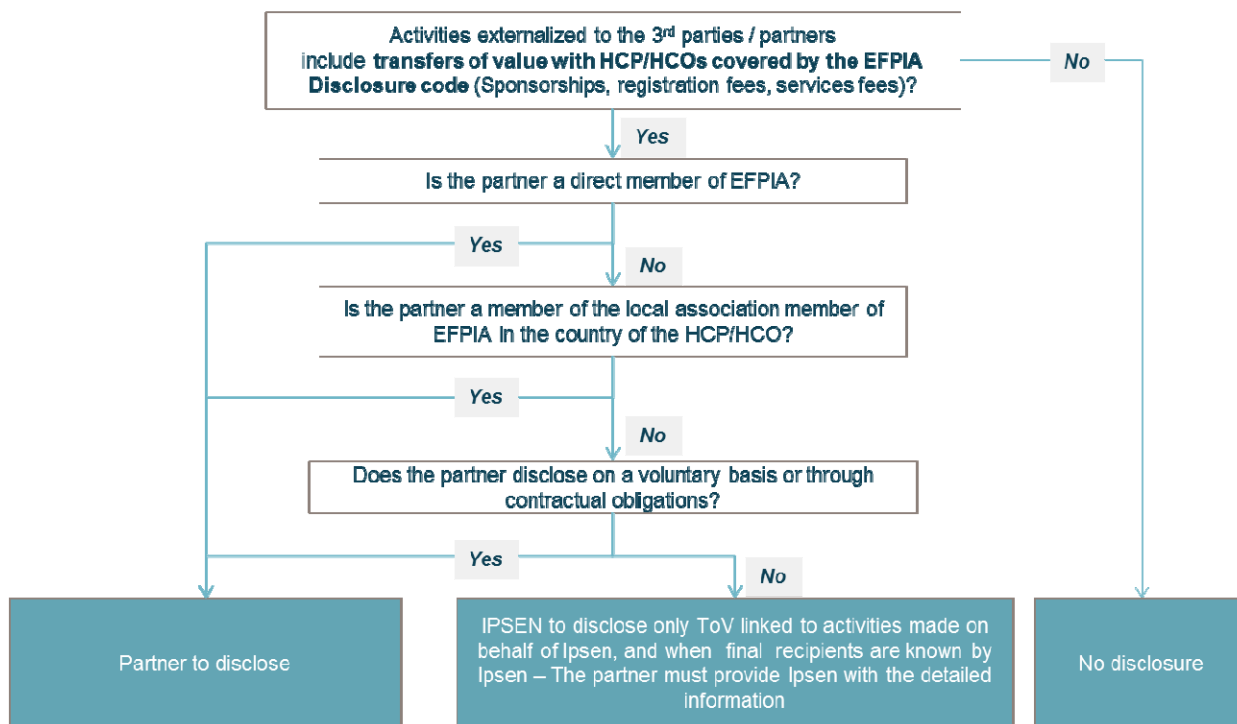 Activities externalized to the 3rd parties / partners
include transfers of value with HCP/HCOs covered by the EFPIA
Disclosure code (Sponsorships, registration fees, services fees)?
No
Yes
Is the partner a direct member of EFPIA?
Yes
No
Is the partner a member of the local association member of
EFPIA in the country of the HCP/HCO?
Yes
No
Does the partner disclose on a voluntary basis or through
contractual obligations?
Yes
No
Partner to disclose
IPSEN to disclose only ToV linked to activities made on
behalf of Ipsen, and when final recipients are known by
Ipsen – The partner must provide Ipsen with the detailed
information
No disclosure